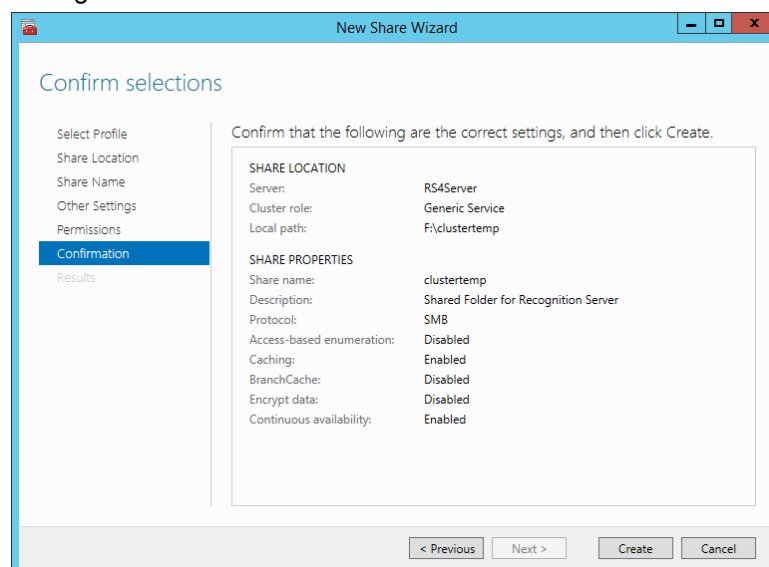 New Share Wizard
Confirm selections
Select Profile
Share Location
Share Name
Other Settings
Permissions
Confirmation
Results
Confirm that the following are the correct settings, and then click Create.
SHARE LOCATION
Server: RS4Server
Cluster role: Generic Service
Local path: F:\clustertemp
SHARE PROPERTIES
Share name: clustertemp
Description: Shared Folder for Recognition Server
Protocol: SMB
Access-based enumeration: Disabled
Caching: Enabled
BranchCache: Disabled
Encrypt data: Disabled
Continuous availability: Enabled
< Previous Next > Create Cancel